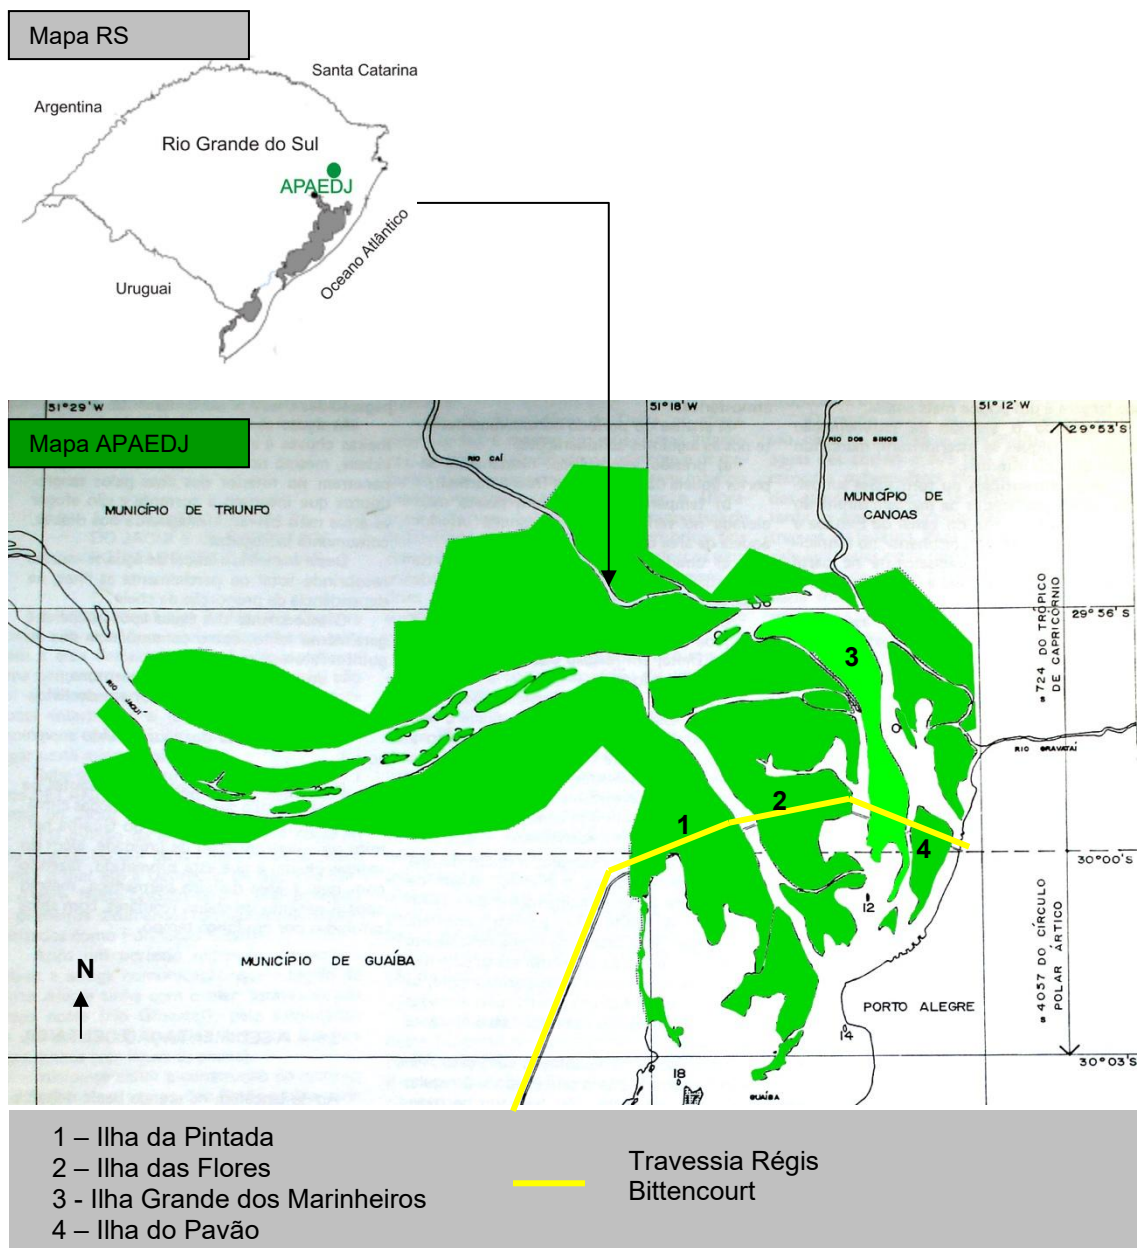 Mapa RS
Santa Catarina
Argentina
Rio Grande do Sul
APAEDJ
Oceano Atlântico
Uruguai
51°29' W
51°18' W
51°12' W
Mapa APAEDJ
29°53'S
RIO DOS SINOS
RIO CAÍ
MUNICÍPIO DE TRIUNFO
MUNICÍPIO DE
CANOAS
29°56'S
≤ 724 DO TRÓPICO
DE CAPRICÓRNIO
3
RIO JACUÍ
RIO GRAVATAÍ
2
1
4
30°00'S
12
MUNICÍPIO DE GUAÍBA
N
PORTO ALEGRE
≤ 4057 DO CÍRCULO
POLAR ÁRTICO
14
30°03'S
18
GUAÍBA
1 – Ilha da Pintada
2 – Ilha das Flores
3 - Ilha Grande dos Marinheiros
4 – Ilha do Pavão
Travessia Régis
Bittencourt